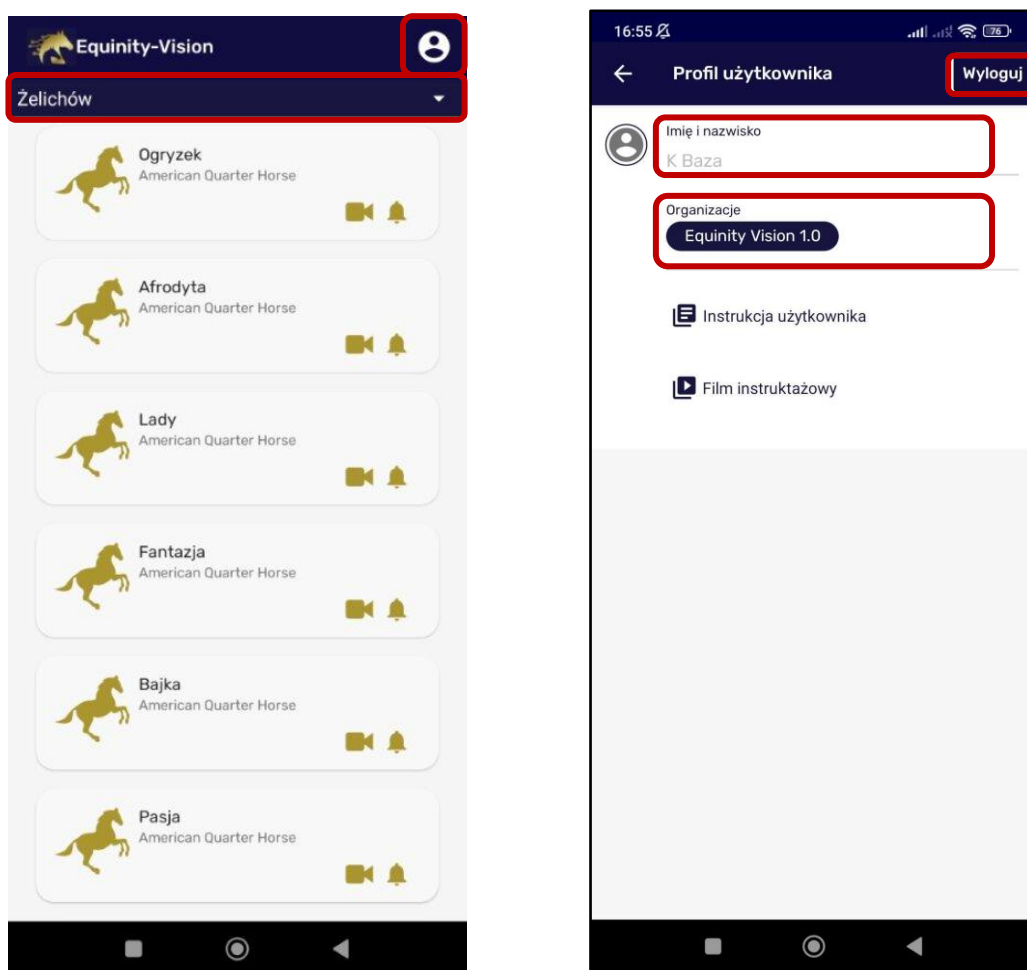 Equinity-Vision
Żelichów
Ogryzek
American Quarter Horse
Afrodyta
American Quarter Horse
Lady
American Quarter Horse
Fantazja
American Quarter Horse
Bajka
American Quarter Horse
Pasja
American Quarter Horse
16:55
76
Profil użytkownika
Wyloguj
Imię i nazwisko
K Baza
Organizacje
Equinity Vision 1.0
Instrukcja użytkownika
Film instruktażowy